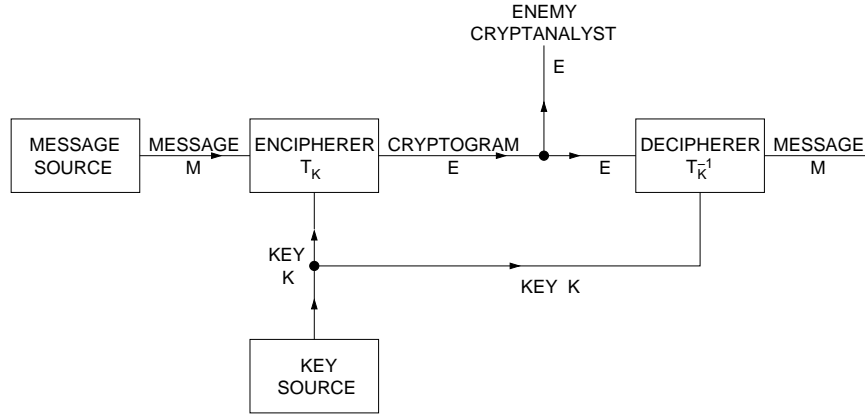 ENEMY
CRYPTANALYST
E
MESSAGE
SOURCE
MESSAGE
M
ENCIPHERER
T_K
CRYPTOGRAM
E
E
DECIPHERER
T_K^-1
MESSAGE
M
KEY
K
KEY K
KEY
SOURCE